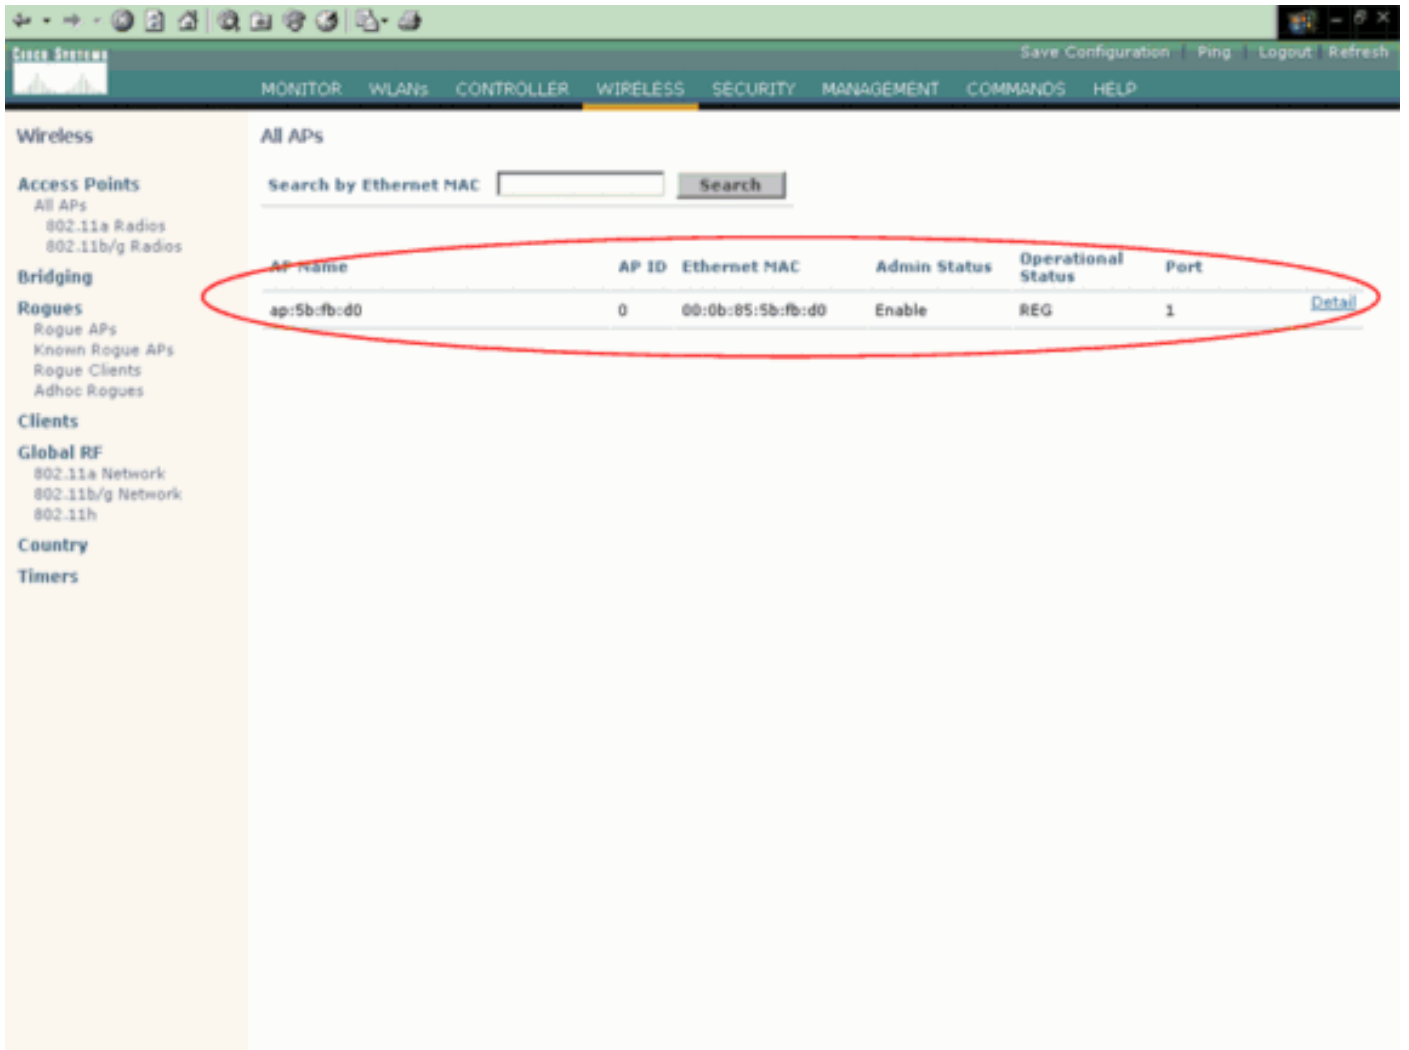 Cisco Systems
Save Configuration | Ping | Logout | Refresh
MONITOR WLANs CONTROLLER WIRELESS SECURITY MANAGEMENT COMMANDS HELP
Wireless
Access Points
All APs
802.11a Radios
802.11b/g Radios
Bridging
Rogues
Rogue APs
Known Rogue APs
Rogue Clients
Adhoc Rogues
Clients
Global RF
802.11a Network
802.11b/g Network
802.11h
Country
Timers
All APs
Search by Ethernet MAC Search
AP Name AP ID Ethernet MAC Admin Status Operational Status Port
ap:5b:fb:d0 0 00:0b:85:5b:fb:d0 Enable REG 1 Detail